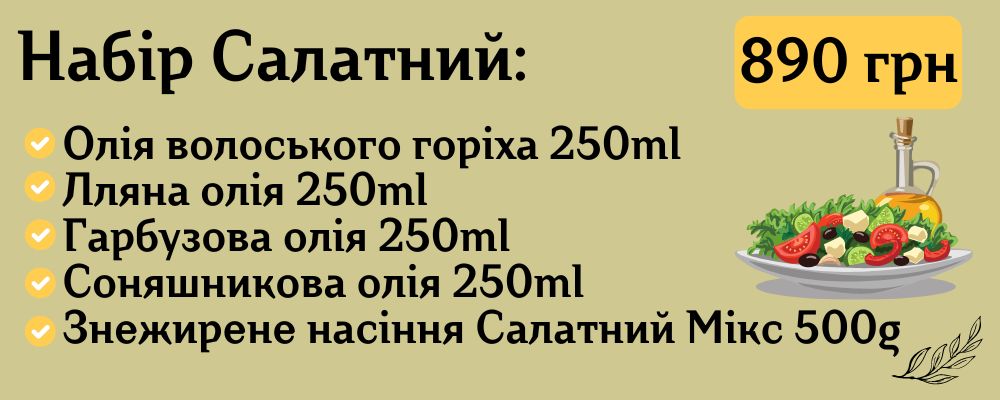 Набір Салатний:
890 грн
Олія волоського горіха 250ml
Лляна олія 250ml
Гарбузова олія 250ml
Соняшникова олія 250ml
Знежирене насіння Салатний Мікс 500g